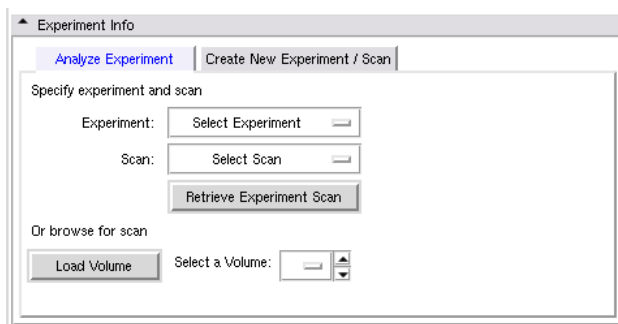 Experiment Info
Analyze Experiment Create New Experiment / Scan
Specify experiment and scan
Experiment: Select Experiment
Scan: Select Scan
Retrieve Experiment Scan
Or browse for scan
Load Volume Select a Volume: